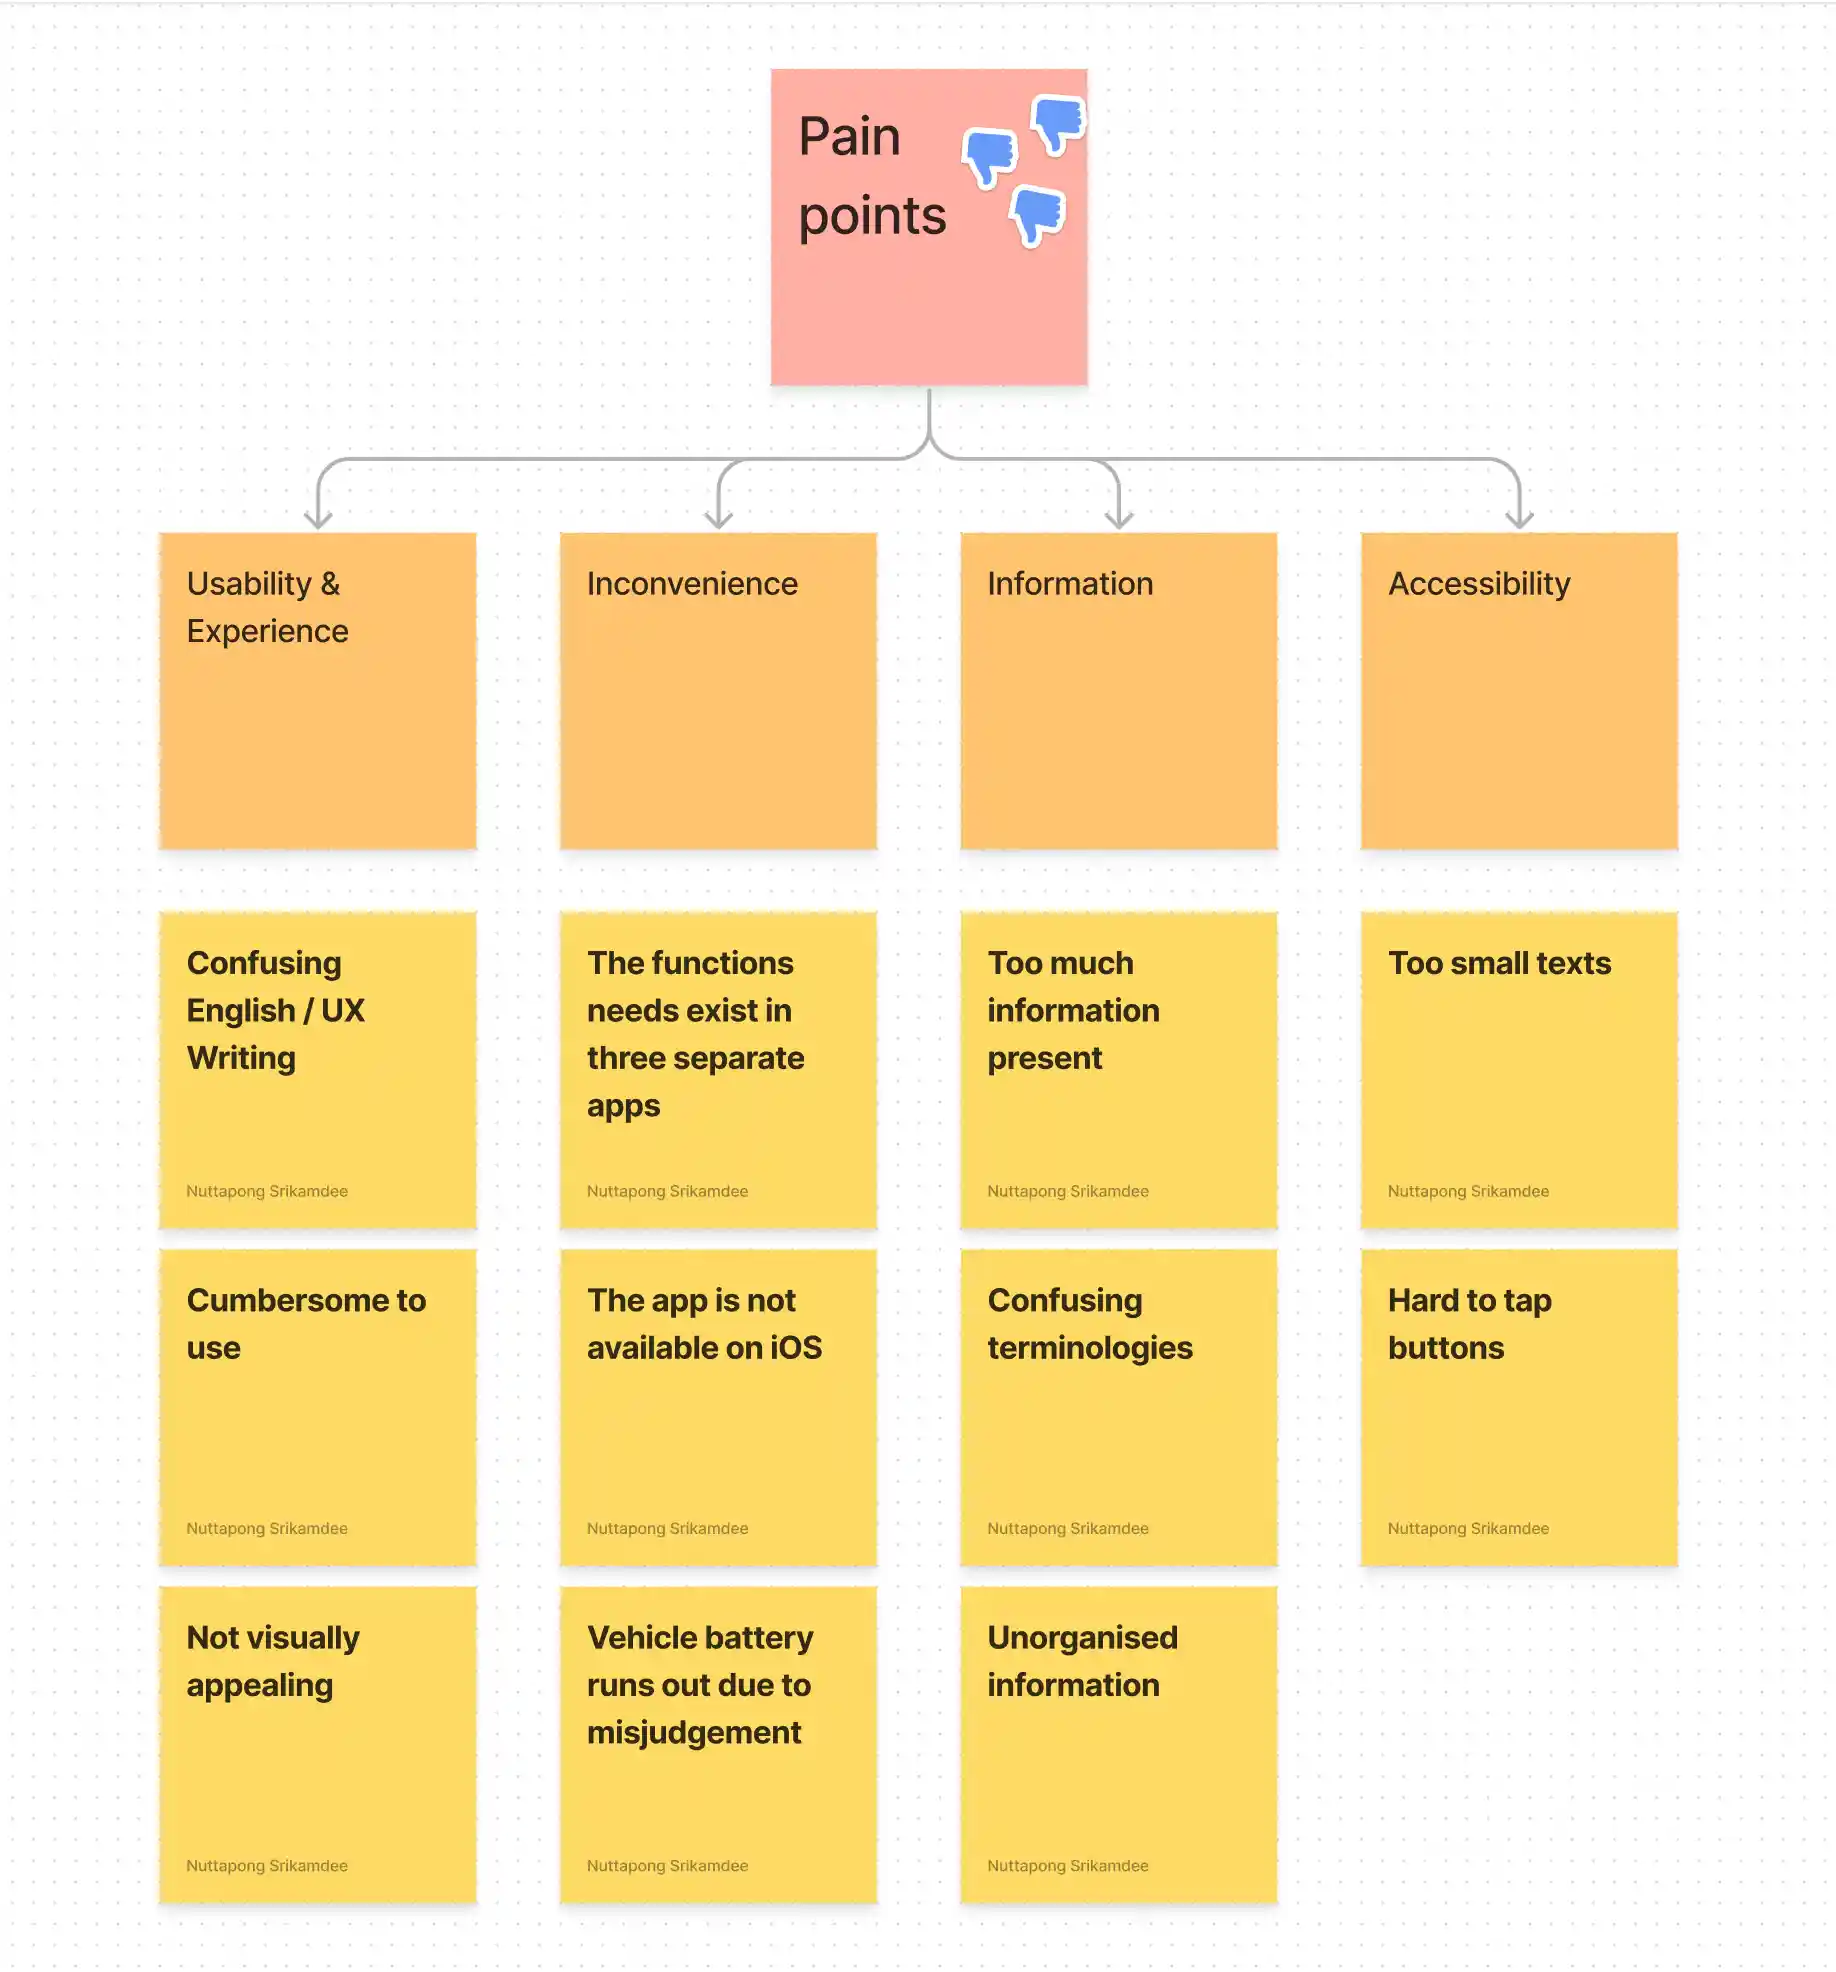 Pain
points
Usability &
Experience
Inconvenience
Information
Accessibility
Confusing
English / UX
Writing
Nuttapong Srikamdee
The functions
needs exist in
three separate
apps
Nuttapong Srikamdee
Too much
information
present
Nuttapong Srikamdee
Too small texts
Nuttapong Srikamdee
Cumbersome to
use
Nuttapong Srikamdee
The app is not
available on iOS
Nuttapong Srikamdee
Confusing
terminologies
Nuttapong Srikamdee
Hard to tap
buttons
Nuttapong Srikamdee
Not visually
appealing
Nuttapong Srikamdee
Vehicle battery
runs out due to
misjudgement
Nuttapong Srikamdee
Unorganised
information
Nuttapong Srikamdee